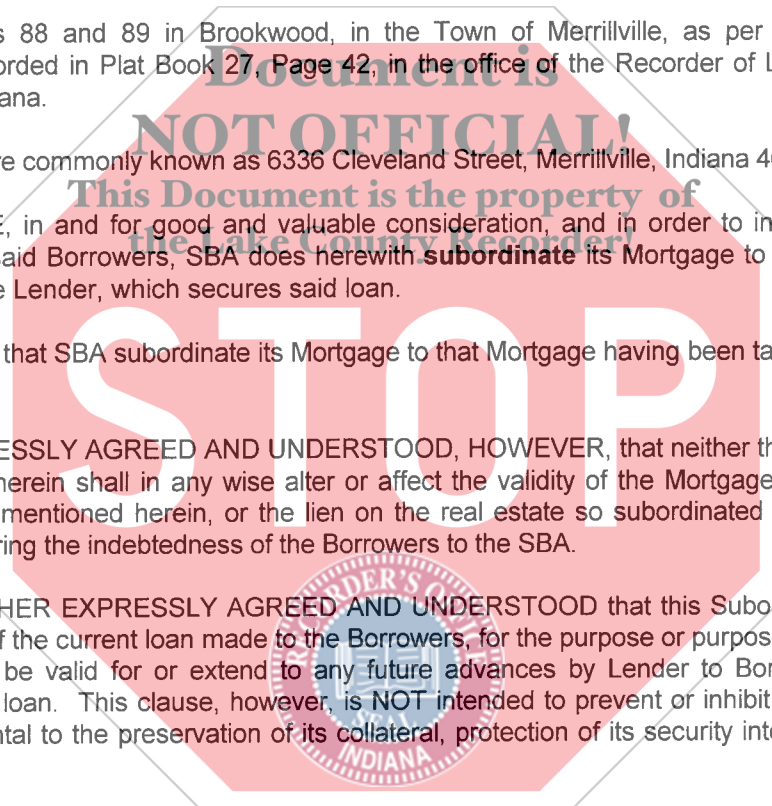 s 88 and 89 in Brookwood, in the Town of Merrillville, as per
orded in Plat Book 27, Page 42, in the office of the Recorder of L
iana.
Document is
NOT OFFICIAL!
re commonly known as 6336 Cleveland Street, Merrillville, Indiana 4
This Document is the property of
E, in and for good and valuable consideration, and in order to in
the Lake County Recorder!
aid Borrowers, SBA does herewith subordinate its Mortgage to
e Lender, which secures said loan.
STOP
that SBA subordinate its Mortgage to that Mortgage having been ta
ESSLY AGREED AND UNDERSTOOD, HOWEVER, that neither th
herein shall in any wise alter or affect the validity of the Mortgage
mentioned herein, or the lien on the real estate so subordinated
ring the indebtedness of the Borrowers to the SBA.
RECORDER'S OFFICE
HER EXPRESSLY AGREED AND UNDERSTOOD that this Subo
f the current loan made to the Borrowers, for the purpose or purpos
be valid for or extend to any future advances by Lender to Bor
loan. This clause, however, is NOT intended to prevent or inhibit
SEAL
ntal to the preservation of its collateral, protection of its security inte
INDIANA